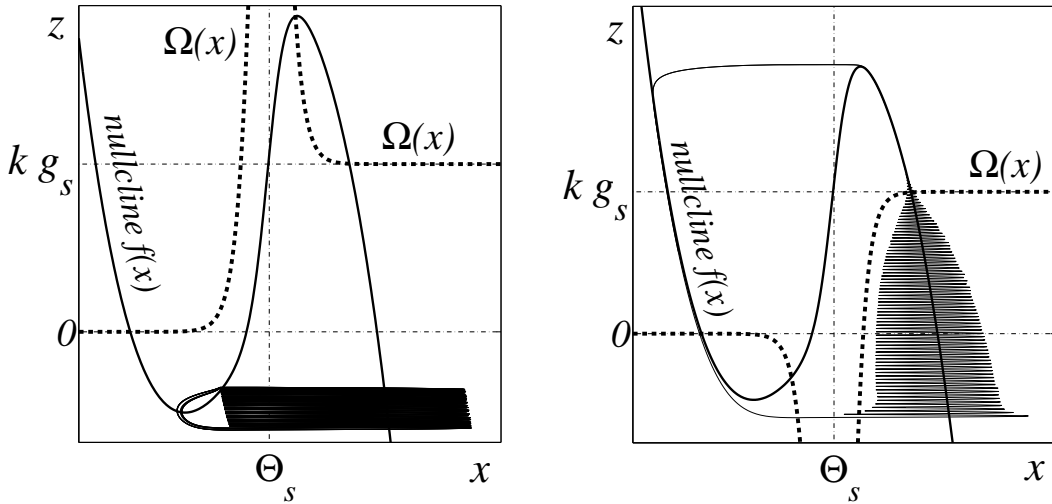 z
Ω(x)
Ω(x)
k g_s
nullcline f(x)
0
Θ_s
x
z
Ω(x)
k g_s
nullcline f(x)
0
Θ_s
x